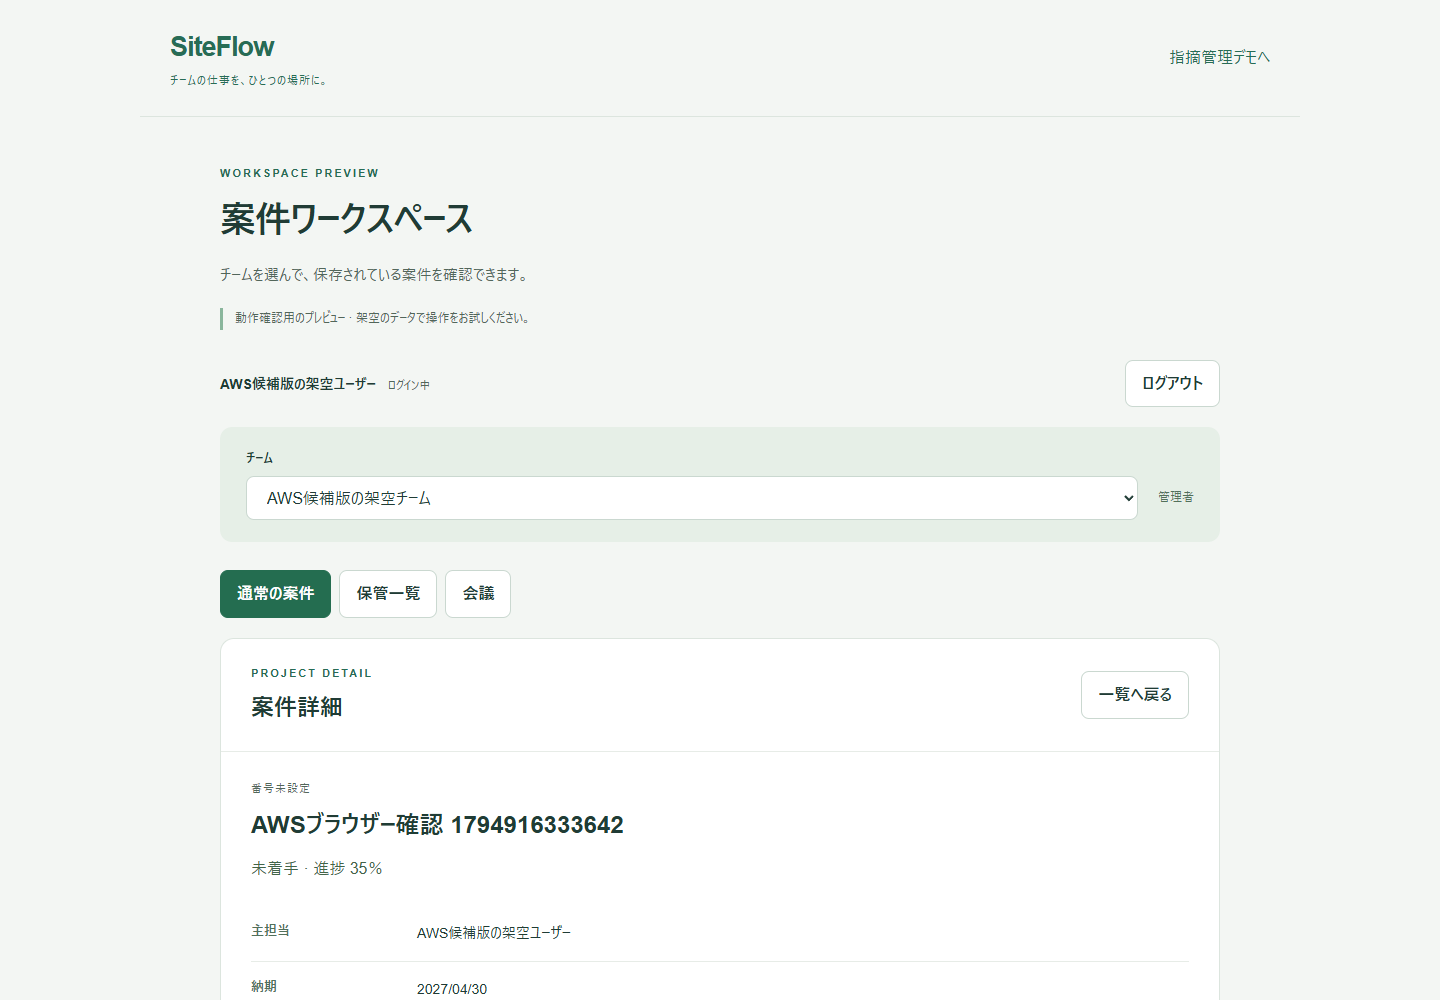 SiteFlow
チームの仕事を、ひとつの場所に。
指摘管理デモへ
WORKSPACE PREVIEW
案件ワークスペース
チームを選んで、保存されている案件を確認できます。
動作確認用のプレビュー · 架空のデータで操作をお試しください。
AWS候補版の架空ユーザー ログイン中
ログアウト
チーム
AWS候補版の架空チーム
管理者
通常の案件
保管一覧
会議
PROJECT DETAIL
案件詳細
一覧へ戻る
番号未設定
AWSブラウザー確認 1794916333642
未着手 · 進捗 35%
主担当 AWS候補版の架空ユーザー
納期 2027/04/30